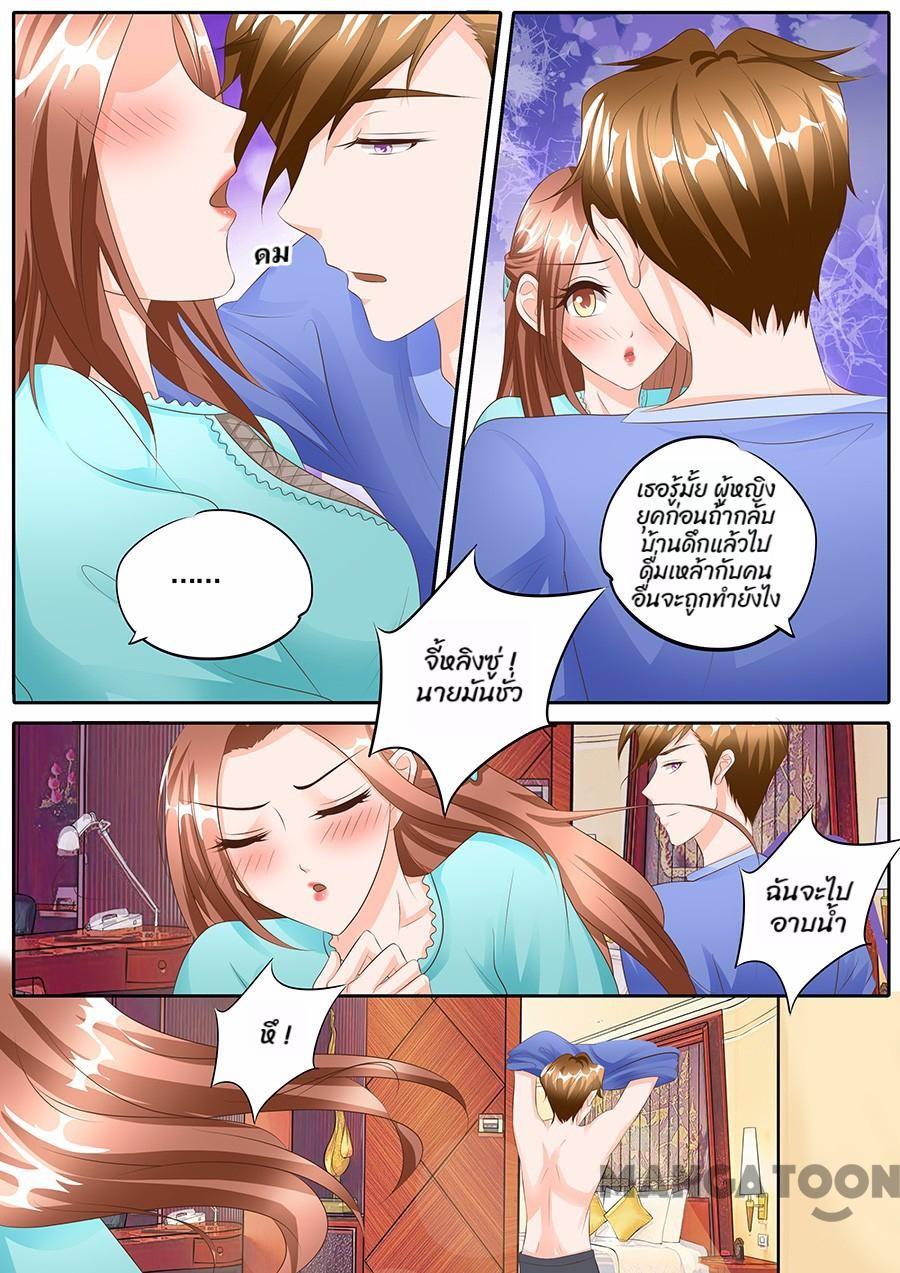 ดม
……
เธอรู้มั้ย ผู้หญิง
ยุคก่อนถ้ากลับ
บ้านดึกแล้วไป
ดื่มเหล้ากับคน
อื่นจะถูกทำยังไง
จี้หลิงซู่ !
นายมันชั่ว
ฉันจะไป
อาบน้ำ
หึ !
MANGATOON